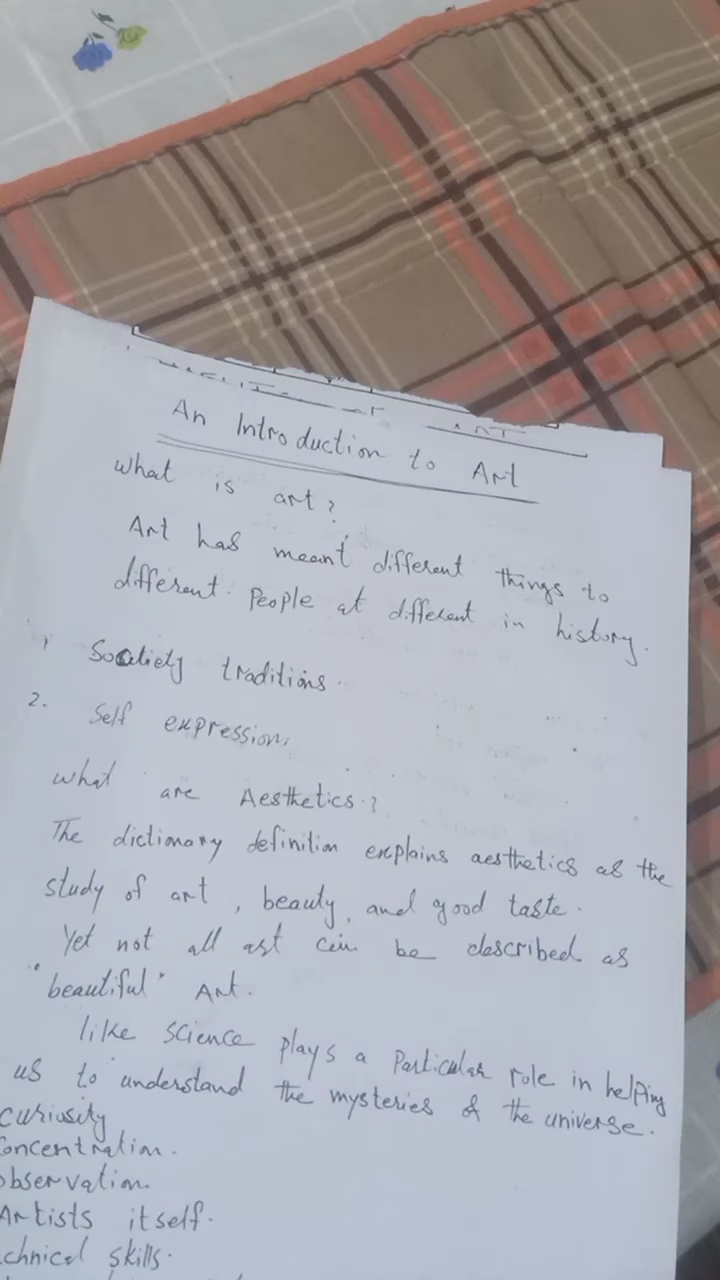 An Introduction to Art
What is art?
Art has meant different things to
different people at different in history.
1 Society traditions.
2. Self expression,
What are Aesthetics?
The dictionary definition explains aesthetics as the
study of art, beauty, and good taste.
Yet not all art can be described as
"beautiful" Art.
like science plays a Particular role in helping
us to understand the mysteries of the universe.
curiosity
concentration.
observation.
Artists itself.
chnical skills.